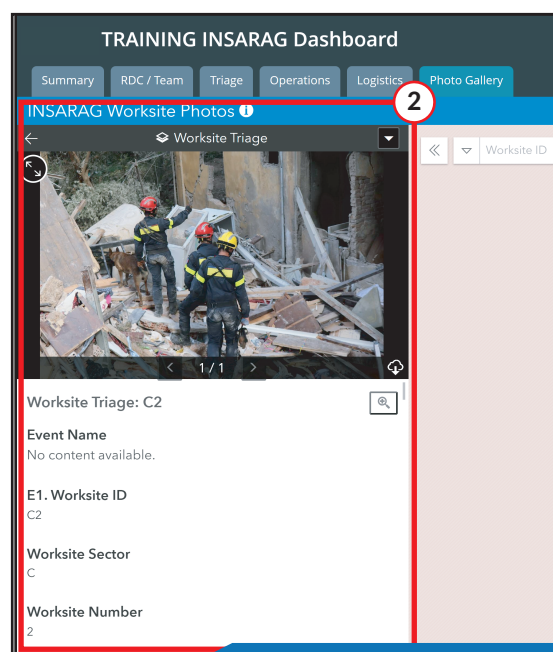 TRAINING INSARAG Dashboard
Summary RDC / Team Triage Operations Logistics Photo Gallery
INSARAG Worksite Photos
2
Worksite Triage
Worksite ID
1 / 1
Worksite Triage: C2
Event Name
No content available.
E1. Worksite ID
C2
Worksite Sector
C
Worksite Number
2